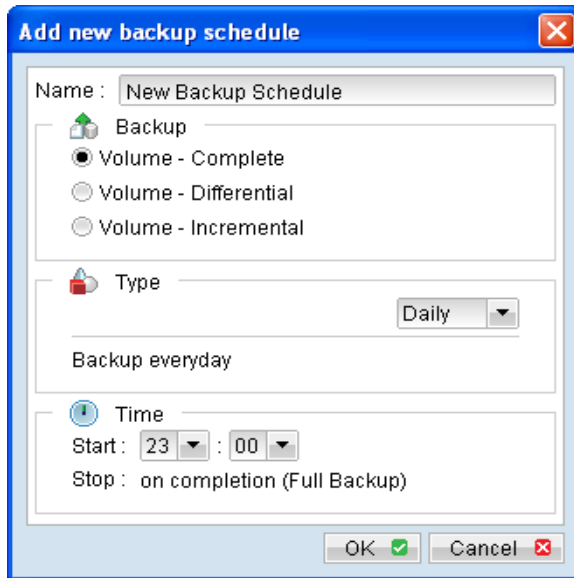 Add new backup schedule
Name : New Backup Schedule
Backup
Volume - Complete
Volume - Differential
Volume - Incremental
Type
Daily
Backup everyday
Time
Start : 23 : 00
Stop : on completion (Full Backup)
OK Cancel